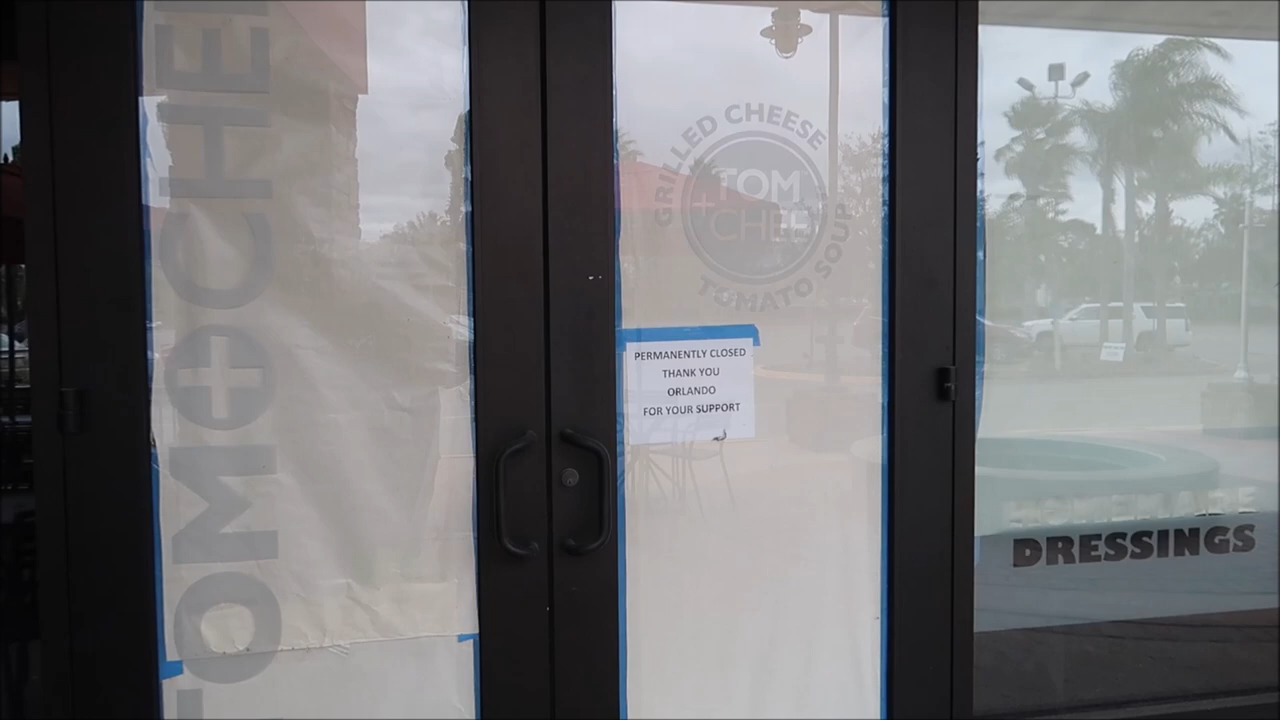 TOM+CHEE
GRILLED CHEESE
TOM
+CHEE
TOMATO SOUP
PERMANENTLY CLOSED
THANK YOU
ORLANDO
FOR YOUR SUPPORT
DRESSINGS